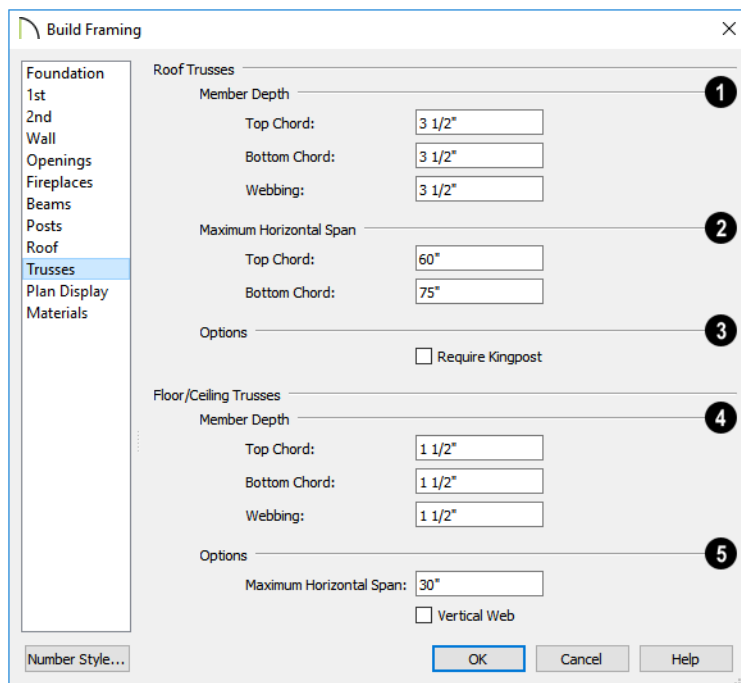 Build Framing
Foundation
1st
2nd
Wall
Openings
Fireplaces
Beams
Posts
Roof
Trusses
Plan Display
Materials
Number Style...
Roof Trusses
Member Depth 1
Top Chord: 3 1/2"
Bottom Chord: 3 1/2"
Webbing: 3 1/2"
Maximum Horizontal Span 2
Top Chord: 60"
Bottom Chord: 75"
Options 3
Require Kingpost
Floor/Ceiling Trusses
Member Depth 4
Top Chord: 1 1/2"
Bottom Chord: 1 1/2"
Webbing: 1 1/2"
Options 5
Maximum Horizontal Span: 30"
Vertical Web
OK Cancel Help